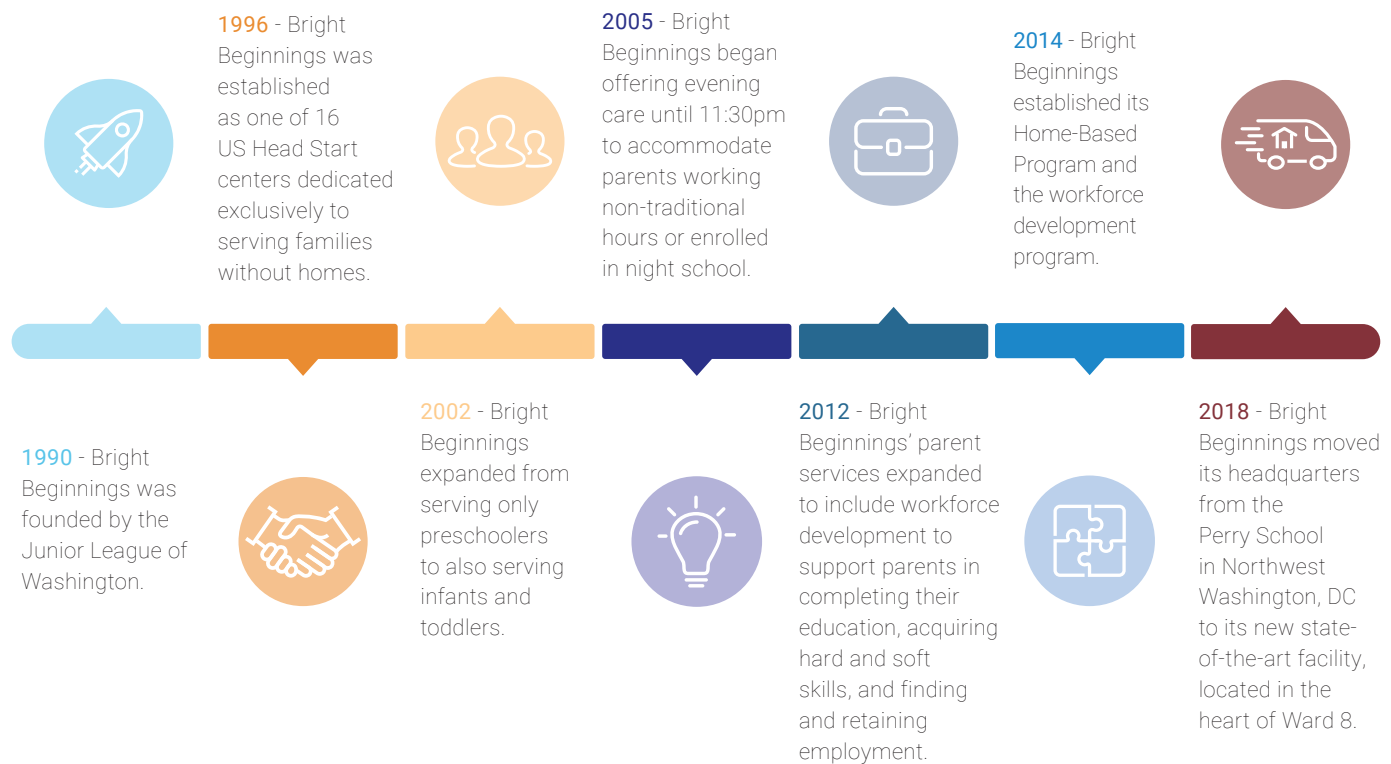 1990 - Bright
Beginnings was
founded by the
Junior League of
Washington.
1996 - Bright
Beginnings was
established
as one of 16
US Head Start
centers dedicated
exclusively to
serving families
without homes.
2002 - Bright
Beginnings
expanded from
serving only
preschoolers
to also serving
infants and
toddlers.
2005 - Bright
Beginnings began
offering evening
care until 11:30pm
to accommodate
parents working
non-traditional
hours or enrolled
in night school.
2012 - Bright
Beginnings’ parent
services expanded
to include workforce
development to
support parents in
completing their
education, acquiring
hard and soft
skills, and finding
and retaining
employment.
2014 - Bright
Beginnings
established its
Home-Based
Program and
the workforce
development
program.
2018 - Bright
Beginnings moved
its headquarters
from the
Perry School
in Northwest
Washington, DC
to its new state-
of-the-art facility,
located in the
heart of Ward 8.